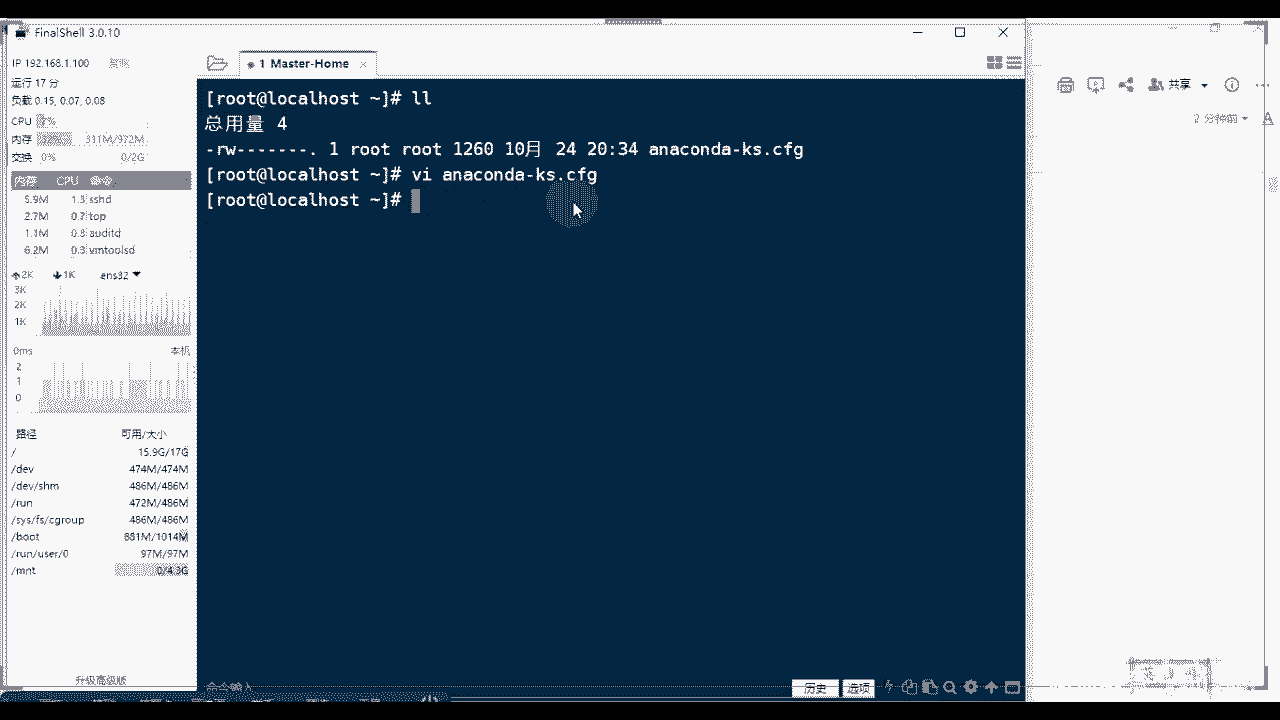 FinalShell 3.0.10
IP 192.168.1.100
运行 17 分
负载 0.15, 0.07, 0.08
CPU
内存 311M/972M
交换 0% 0/2G
内存 CPU 命令
5.9M sshd
2.7M 0.7 top
1.1M 0.3 auditd
6.2M 0.3 vmtoolsd
2K 1K ens32
3K
2K
1K
0ms 本机
2
1
0
路径 可用/大小
/ 15.9G/17G
/dev 474M/474M
/dev/shm 486M/486M
/run 472M/486M
/sys/fs/cgroup 486M/486M
/boot 881M/1014M
/run/user/0 97M/97M
/mnt 0/4.3G
升级高级版
1 Master-Home
[root@localhost ~]# ll
总用量 4
-rw-------. 1 root root 1260 10月 24 20:34 anaconda-ks.cfg
[root@localhost ~]# vi anaconda-ks.cfg
[root@localhost ~]#
命令输入
历史 选项
共享
2 分钟前